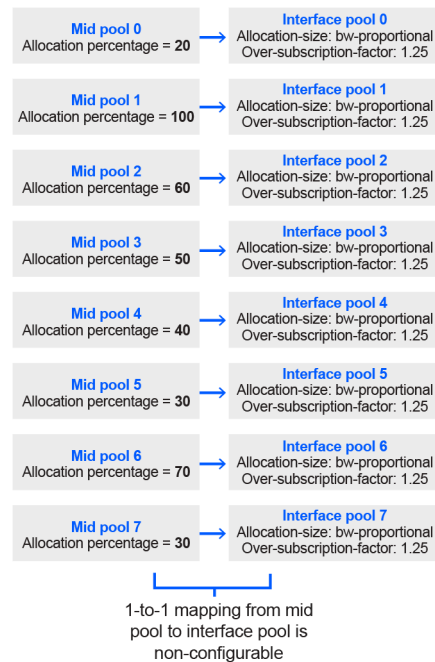 Mid pool 0
Allocation percentage = 20
Interface pool 0
Allocation-size: bw-proportional
Over-subscription-factor: 1.25
Mid pool 1
Allocation percentage = 100
Interface pool 1
Allocation-size: bw-proportional
Over-subscription-factor: 1.25
Mid pool 2
Allocation percentage = 60
Interface pool 2
Allocation-size: bw-proportional
Over-subscription-factor: 1.25
Mid pool 3
Allocation percentage = 50
Interface pool 3
Allocation-size: bw-proportional
Over-subscription-factor: 1.25
Mid pool 4
Allocation percentage = 40
Interface pool 4
Allocation-size: bw-proportional
Over-subscription-factor: 1.25
Mid pool 5
Allocation percentage = 30
Interface pool 5
Allocation-size: bw-proportional
Over-subscription-factor: 1.25
Mid pool 6
Allocation percentage = 70
Interface pool 6
Allocation-size: bw-proportional
Over-subscription-factor: 1.25
Mid pool 7
Allocation percentage = 30
Interface pool 7
Allocation-size: bw-proportional
Over-subscription-factor: 1.25
1-to-1 mapping from mid
pool to interface pool is
non-configurable